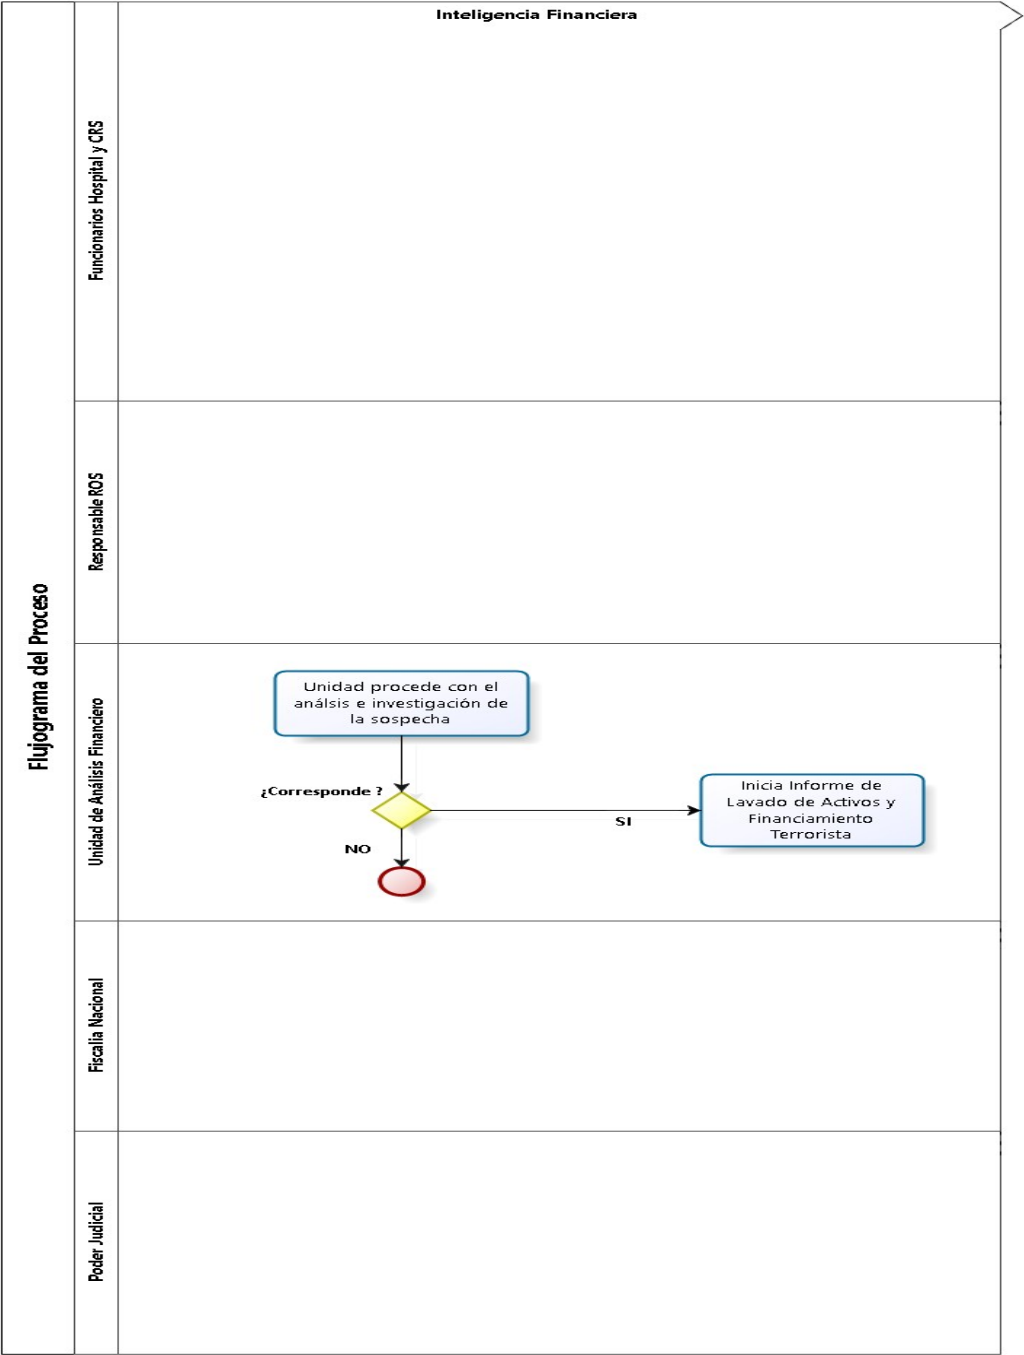 Inteligencia Financiera
Flujograma del Proceso
Funcionarios Hospital y CRS
Responsable ROS
Unidad de Análisis Financiero
Unidad procede con el
análsis e investigación de
la sospecha
¿Corresponde ?
SI
NO
Inicia Informe de
Lavado de Activos y
Financiamiento
Terrorista
Fiscalia Nacional
Poder Judicial